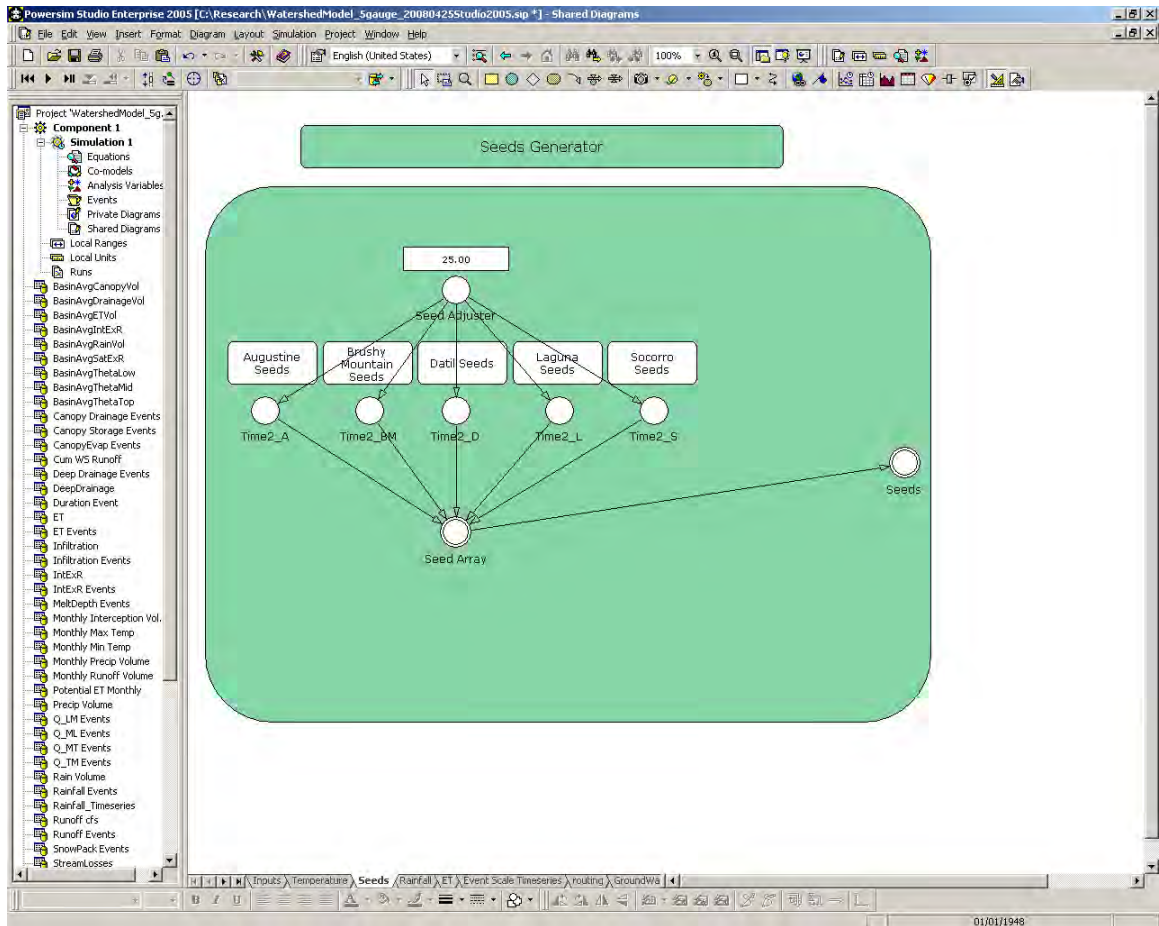 Powersim Studio Enterprise 2005 [C:\Research\WatershedModel_5gauge_20080425Studio2005.sip *] - Shared Diagrams
File Edit View Insert Format Diagram Layout Simulation Project Window Help
English (United States)
100%
Project 'WatershedModel_5g.
Component 1
Simulation 1
Equations
Co-models
Analysis Variables
Events
Private Diagrams
Shared Diagrams
Local Ranges
Local Units
Runs
BasinAvgCanopyVol
BasinAvgDrainageVol
BasinAvgETVol
BasinAvgIntExR
BasinAvgRainVol
BasinAvgSatExR
BasinAvgThetaLow
BasinAvgThetaMid
BasinAvgThetaTop
Canopy Drainage Events
Canopy Storage Events
CanopyEvap Events
Cum WS Runoff
Deep Drainage Events
DeepDrainage
Duration Event
ET
ET Events
Infiltration
Infiltration Events
IntExR
IntExR Events
MeltDepth Events
Monthly Interception Vol.
Monthly Max Temp
Monthly Min Temp
Monthly Precip Volume
Monthly Runoff Volume
Potential ET Monthly
Precip Volume
Q_LM Events
Q_ML Events
Q_MT Events
Q_TM Events
Rain Volume
Rainfall Events
Rainfall_Timeseries
Runoff cfs
Runoff Events
SnowPack Events
StreamLosses
Seeds Generator
25.00
Seed Adjuster
Augustine
Seeds
Brushy
Mountain
Seeds
Datil Seeds
Laguna
Seeds
Socorro
Seeds
Time2_A
Time2_BM
Time2_D
Time2_L
Time2_S
Seeds
Seed Array
Inputs Temperature Seeds Rainfall ET Event Scale Timeseries routing GroundWa
B I U
01/01/1948